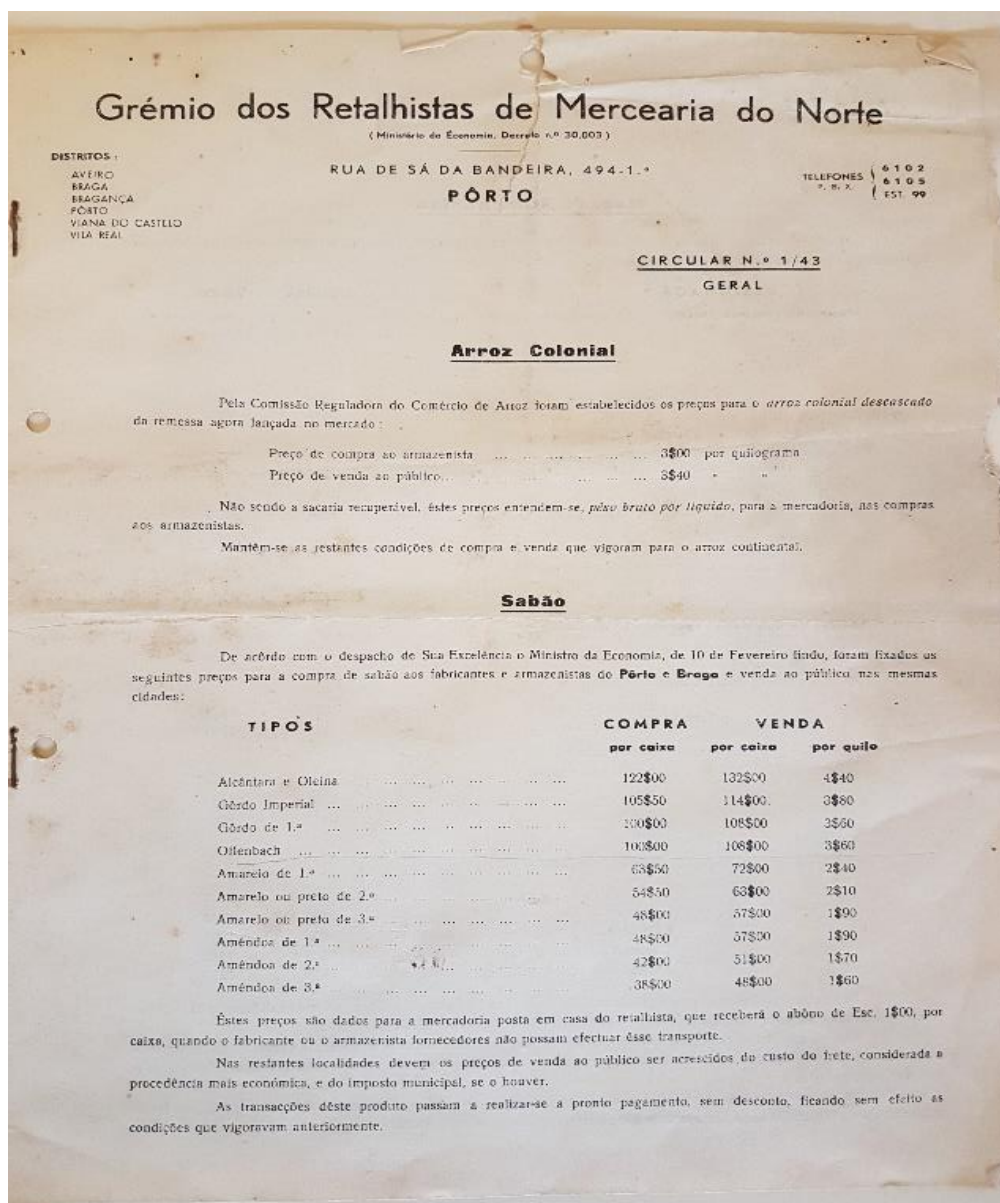 Grémio dos Retalhistas de Mercearia do Norte
( Ministério da Economia, Decreto n.º 30.003 )
DISTRITOS :
AVEIRO
BRAGA
BRAGANÇA
PÔRTO
VIANA DO CASTELO
VILA REAL
RUA DE SÁ DA BANDEIRA, 494-1.º
PÔRTO
TELEFONES 6102
P. B. X. 6105
EST. 99
CIRCULAR N.º 1/43
GERAL
Arroz Colonial
Pela Comissão Reguladora do Comércio de Arroz foram estabelecidos os preços para o arroz colonial descascado
da remessa agora lançada no mercado :
Preço de compra ao armazenista ... ... ... ... ... ... 3$00 por quilograma
Preço de venda ao público... ... ... ... 3$40 " "
Não sendo a sacaria recuperável, êstes preços entendem-se, pêso bruto por líquido, para a mercadoria, nas compras
aos armazenistas.
Mantêm-se as restantes condições de compra e venda que vigoram para o arroz continental.
Sabão
De acôrdo com o despacho de Sua Excelência o Ministro da Economia, de 10 de Fevereiro findo, foram fixados os
seguintes preços para a compra de sabão aos fabricantes e armazenistas do Pôrto e Braga e venda ao público nas mesmas
cidades:
TIPOS COMPRA VENDA
por caixa por caixa por quilo
Alcântara e Oleina ... ... ... ... ... ... ... ... 122$00 132$00 4$40
Gôrdo Imperial ... ... ... ... ... ... ... ... ... 105$50 114$00. 3$80
Gôrdo de 1.ª ... ... ... ... ... ... ... ... ... 100$00 108$00 3$60
Offenbach ... ... ... ... ... ... ... ... ... ... 100$00 108$00 3$60
Amarelo de 1.ª ... ... ... ... ... ... ... ... ... 63$50 72$00 2$40
Amarelo ou preto de 2.ª ... ... ... ... ... ... 54$50 63$00 2$10
Amarelo ou preto de 3.ª ... ... ... ... ... ... 48$00 57$00 1$90
Amêndoa de 1.ª ... ... ... ... ... ... ... ... 48$00 57$00 1$90
Amêndoa de 2.ª ... ... ... ... ... ... ... ... 42$00 51$00 1$70
Amêndoa de 3.ª ... ... ... ... ... ... ... ... 38$00 48$00 1$60
Êstes preços são dados para a mercadoria posta em casa do retalhista, que receberá o abôno de Esc. 1$00, por
caixa, quando o fabricante ou o armazenista fornecedores não possam efectuar êsse transporte.
Nas restantes localidades devem os preços de venda ao público ser acrescidos do custo do frete, considerada a
procedência mais económica, e do imposto municipal, se o houver.
As transacções dêste produto passam a realizar-se a pronto pagamento, sem desconto, ficando sem efeito as
condições que vigoravam anteriormente.